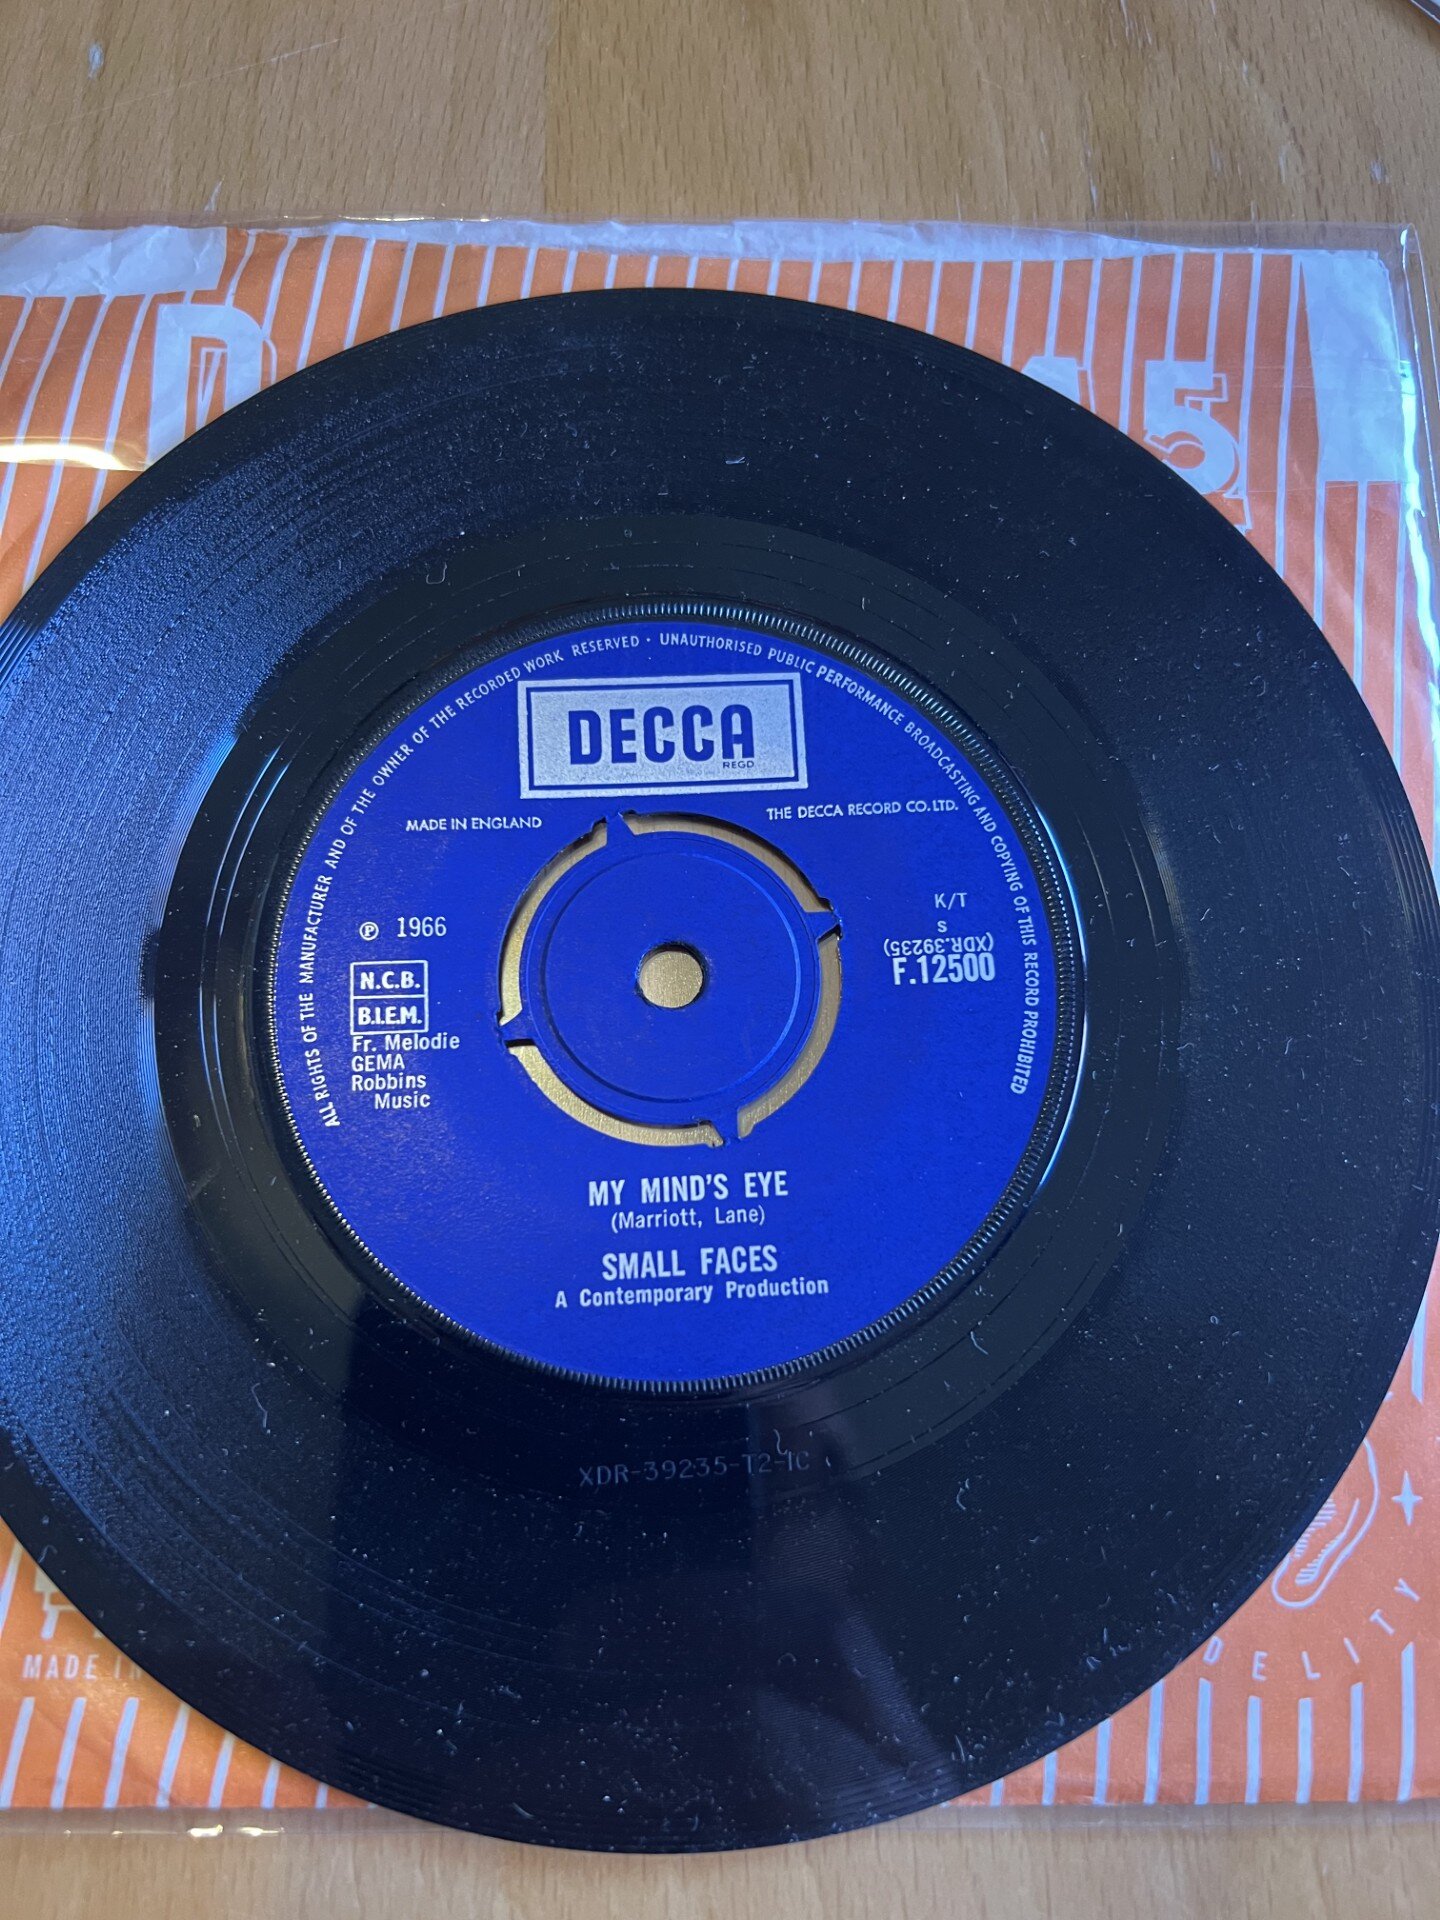 45
ALL RIGHTS OF THE MANUFACTURER AND OF THE OWNER OF THE RECORDED WORK RESERVED · UNAUTHORISED PUBLIC PERFORMANCE BROADCASTING AND COPYING OF THIS RECORD PROHIBITED
DECCA
REGD
MADE IN ENGLAND
THE DECCA RECORD CO. LTD.
K/T
S
(XDR.39235)
F.12500
℗ 1966
N.C.B.
B.I.E.M.
Fr. Melodie
GEMA
Robbins
Music
MY MIND'S EYE
(Marriott, Lane)
SMALL FACES
A Contemporary Production
XDR-39235-T2-1C
MADE IN
DELITY